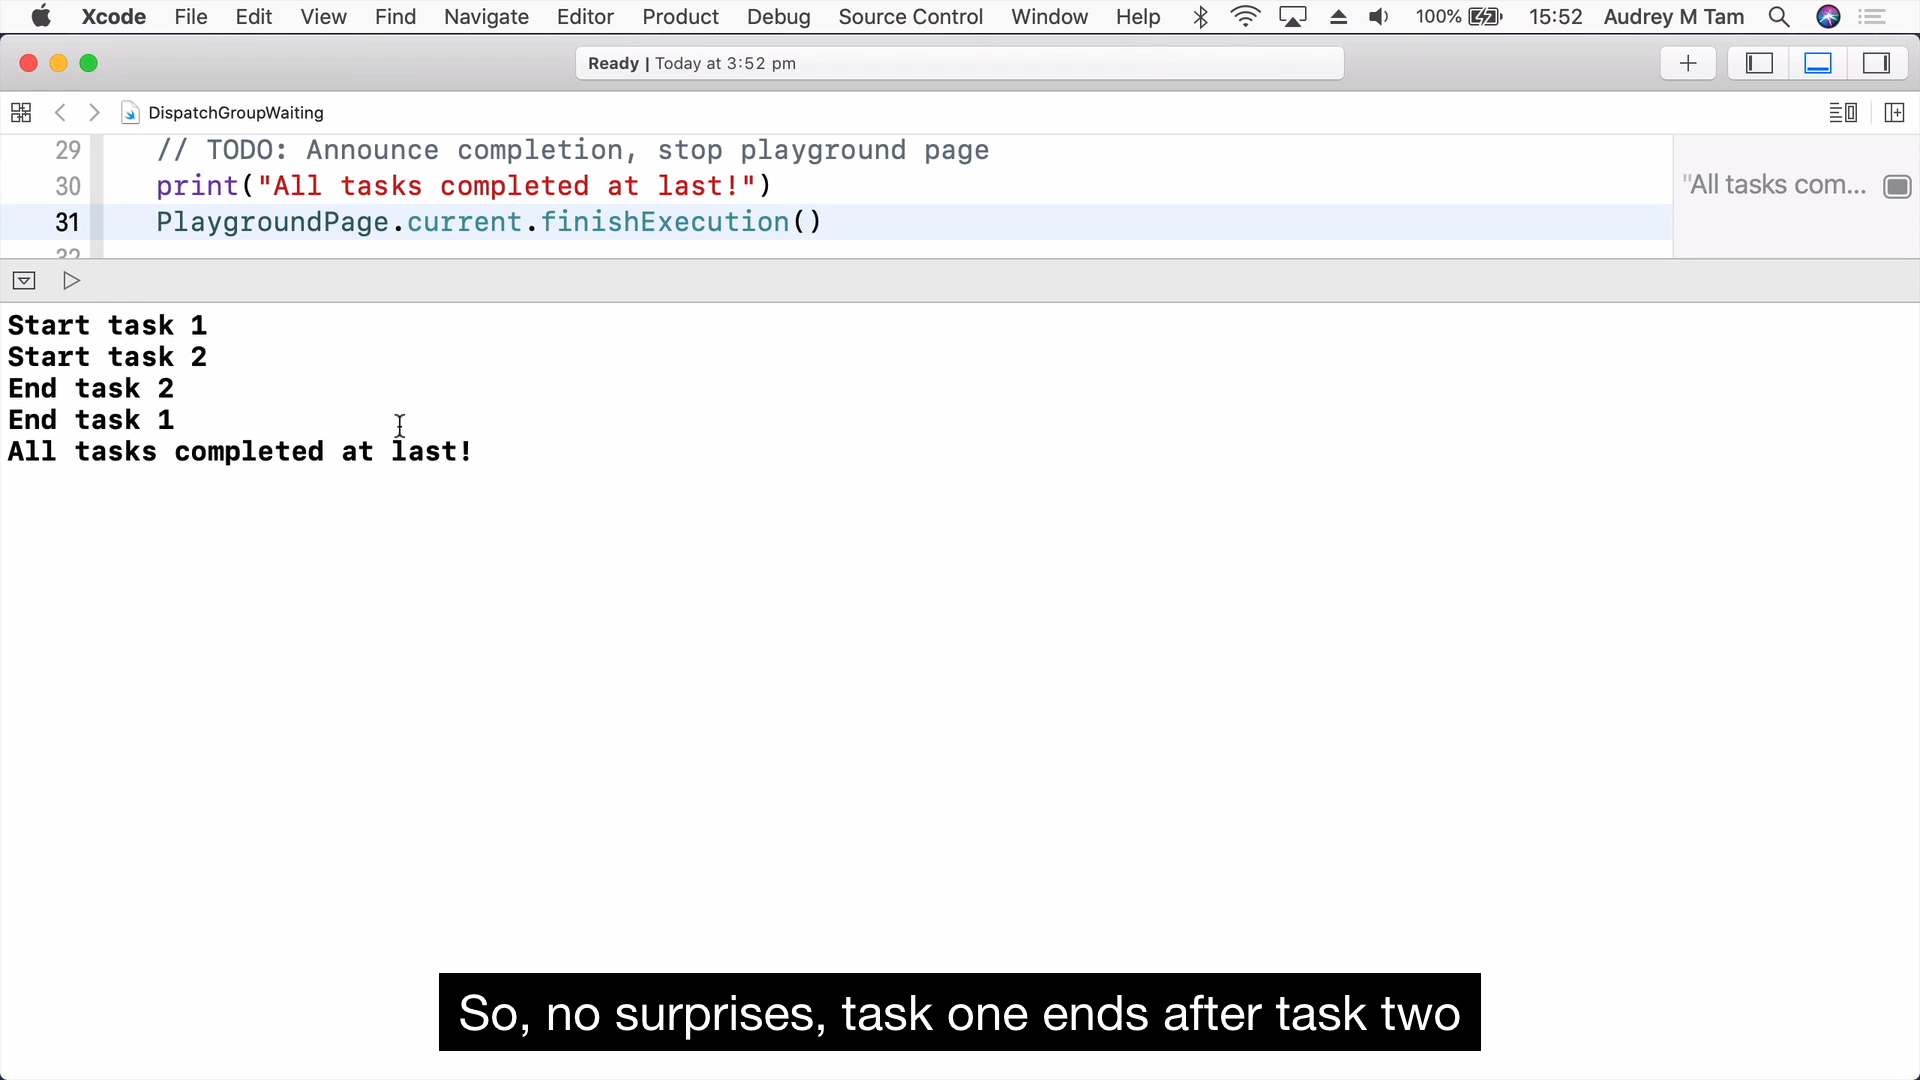 Xcode File Edit View Find Navigate Editor Product Debug Source Control Window Help 100% 15:52 Audrey M Tam
Ready | Today at 3:52 pm
DispatchGroupWaiting
29 // TODO: Announce completion, stop playground page
30 print("All tasks completed at last!") "All tasks com...
31 PlaygroundPage.current.finishExecution()
32
Start task 1
Start task 2
End task 2
End task 1
All tasks completed at last!
So, no surprises, task one ends after task two